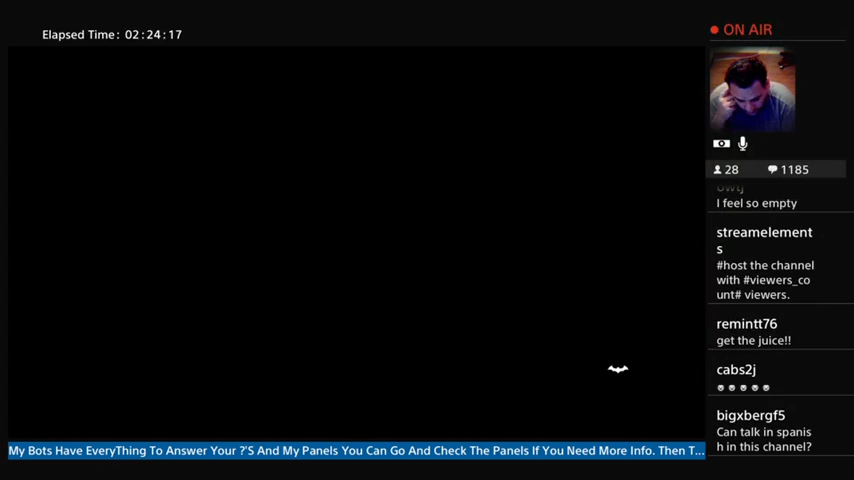 Elapsed Time: 02:24:17
ON AIR
28 1185
I feel so empty
streamelement
s
#host the channel
with #viewers_co
unt# viewers.
remintt76
get the juice!!
cabs2j
bigxbergf5
Can talk in spanis
h in this channel?
My Bots Have EveryThing To Answer Your ?'S And My Panels You Can Go And Check The Panels If You Need More Info. Then T...